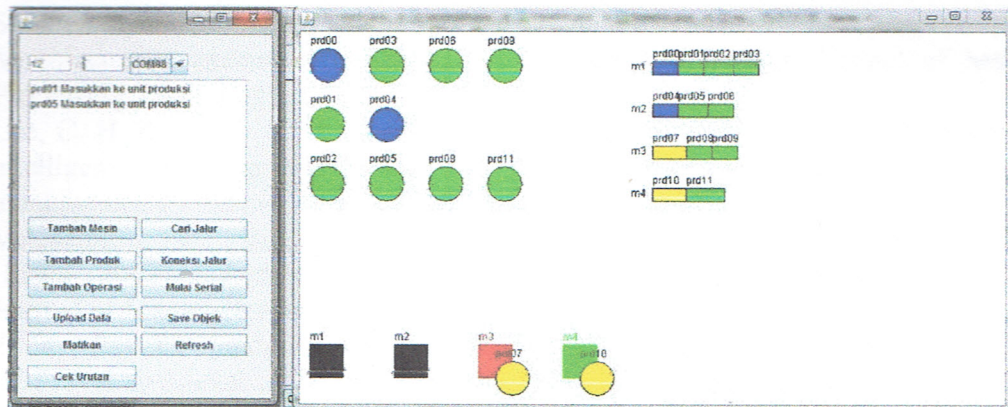 12
COM88
prd01 Masukkan ke unit produksi
prd05 Masukkan ke unit produksi
Tambah Mesin Cari Jalur
Tambah Produk Koneksi Jalur
Tambah Operasi Mulai Serial
Upload Data Save Objek
Matikan Refresh
Cek Urutan
prd00 prd03 prd06 prd09
prd01 prd04
prd02 prd05 prd08 prd11
prd00 prd01 prd02 prd03
m1
prd04 prd05 prd06
m2
prd07 prd08 prd09
m3
prd10 prd11
m4
m1 m2 m3 m4
prd07 prd10